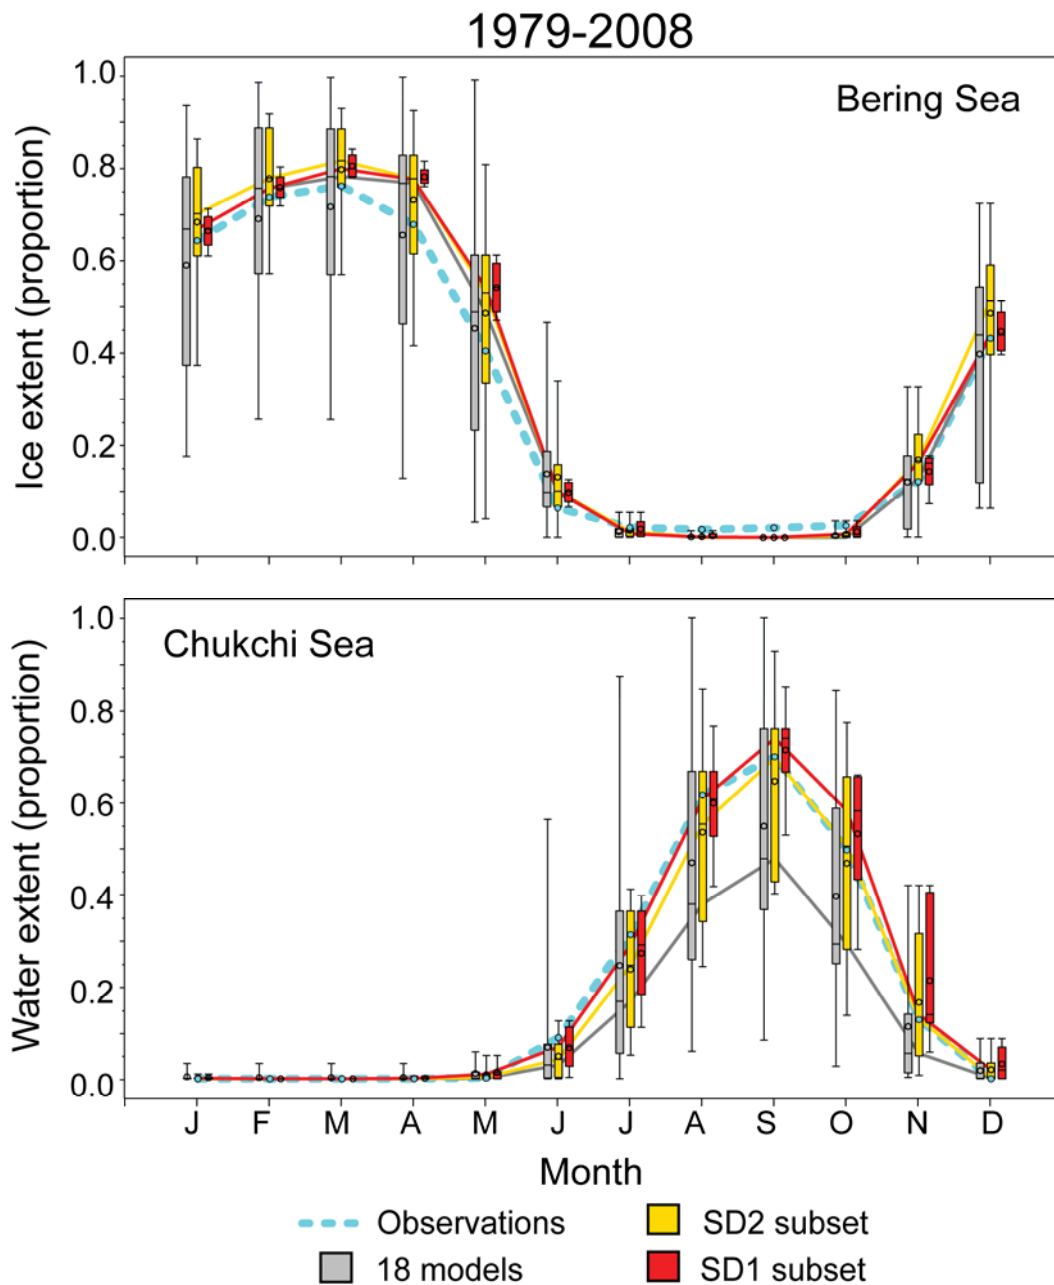 1979-2008
Bering Sea
Ice extent (proportion)
1.0
0.8
0.6
0.4
0.2
0.0
Chukchi Sea
Water extent (proportion)
1.0
0.8
0.6
0.4
0.2
0.0
J F M A M J J A S O N D
Month
Observations
SD2 subset
18 models
SD1 subset